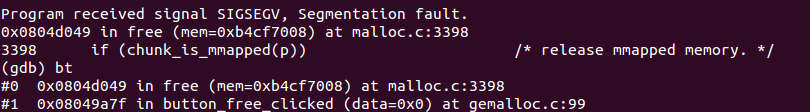 Program received signal SIGSEGV, Segmentation fault.
0x0804d049 in free (mem=0xb4cf7008) at malloc.c:3398
3398      if (chunk_is_mmapped(p))                       /* release mmapped memory. */
(gdb) bt
#0  0x0804d049 in free (mem=0xb4cf7008) at malloc.c:3398
#1  0x08049a7f in button_free_clicked (data=0x0) at gemalloc.c:99